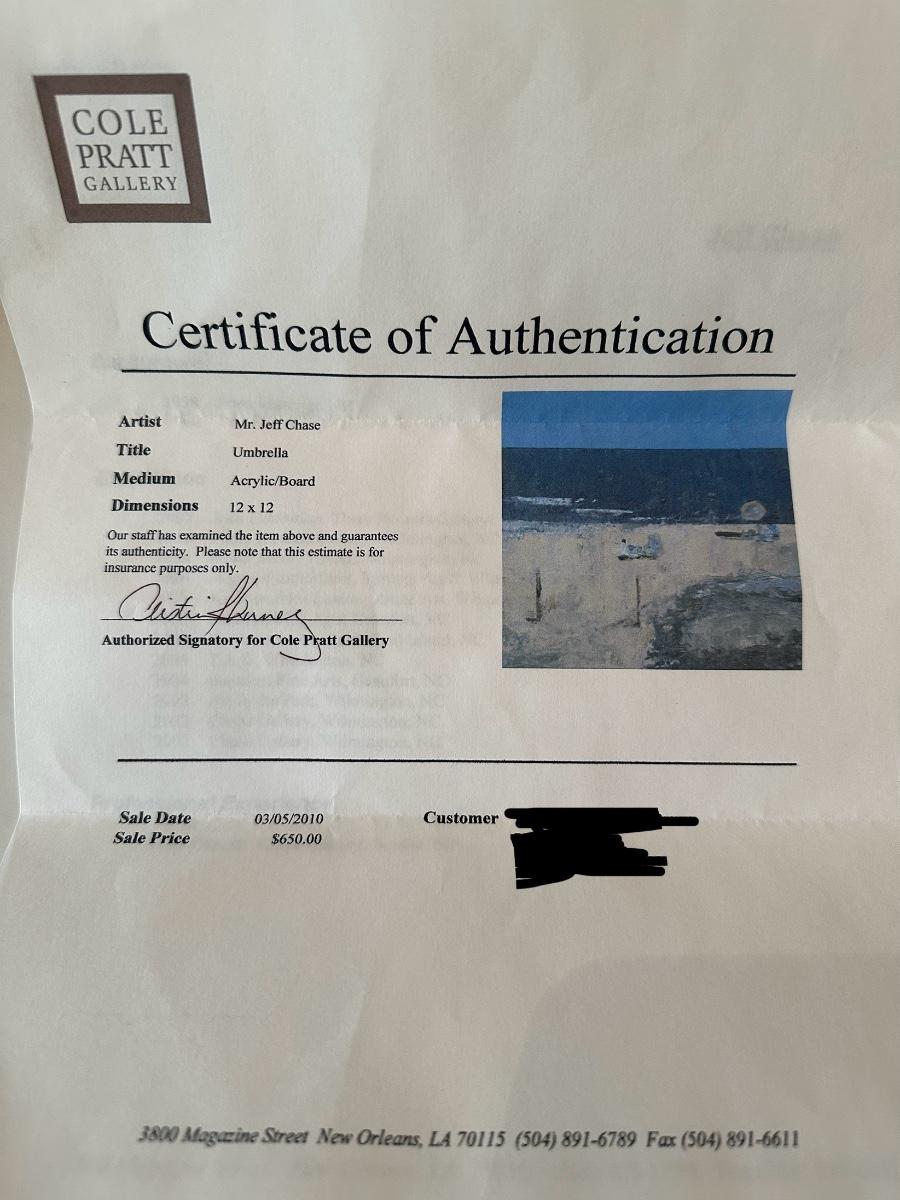 COLE
PRATT
GALLERY
Certificate of Authentication
Artist Mr. Jeff Chase
Title Umbrella
Medium Acrylic/Board
Dimensions 12 x 12
Our staff has examined the item above and guarantees
its authenticity. Please note that this estimate is for
insurance purposes only.
Authorized Signatory for Cole Pratt Gallery
Sale Date 03/05/2010 Customer
Sale Price $650.00
3800 Magazine Street New Orleans, LA 70115 (504) 891-6789 Fax (504) 891-6611